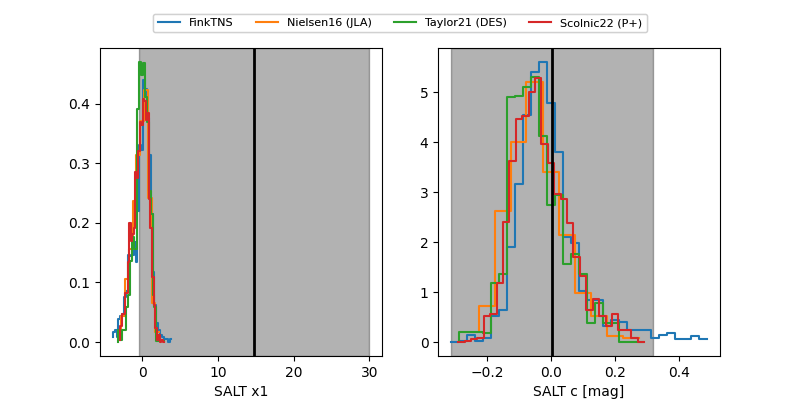 FinkTNS Nielsen16 (JLA) Taylor21 (DES) Scolnic22 (P+)
0.4
0.3
0.2
0.1
0.0
0 10 20 30
SALT x1
5
4
3
2
1
0
−0.2 0.0 0.2 0.4
SALT c [mag]